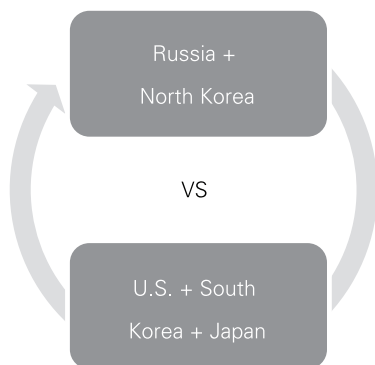 Russia +
North Korea
VS
U.S. + South
Korea + Japan